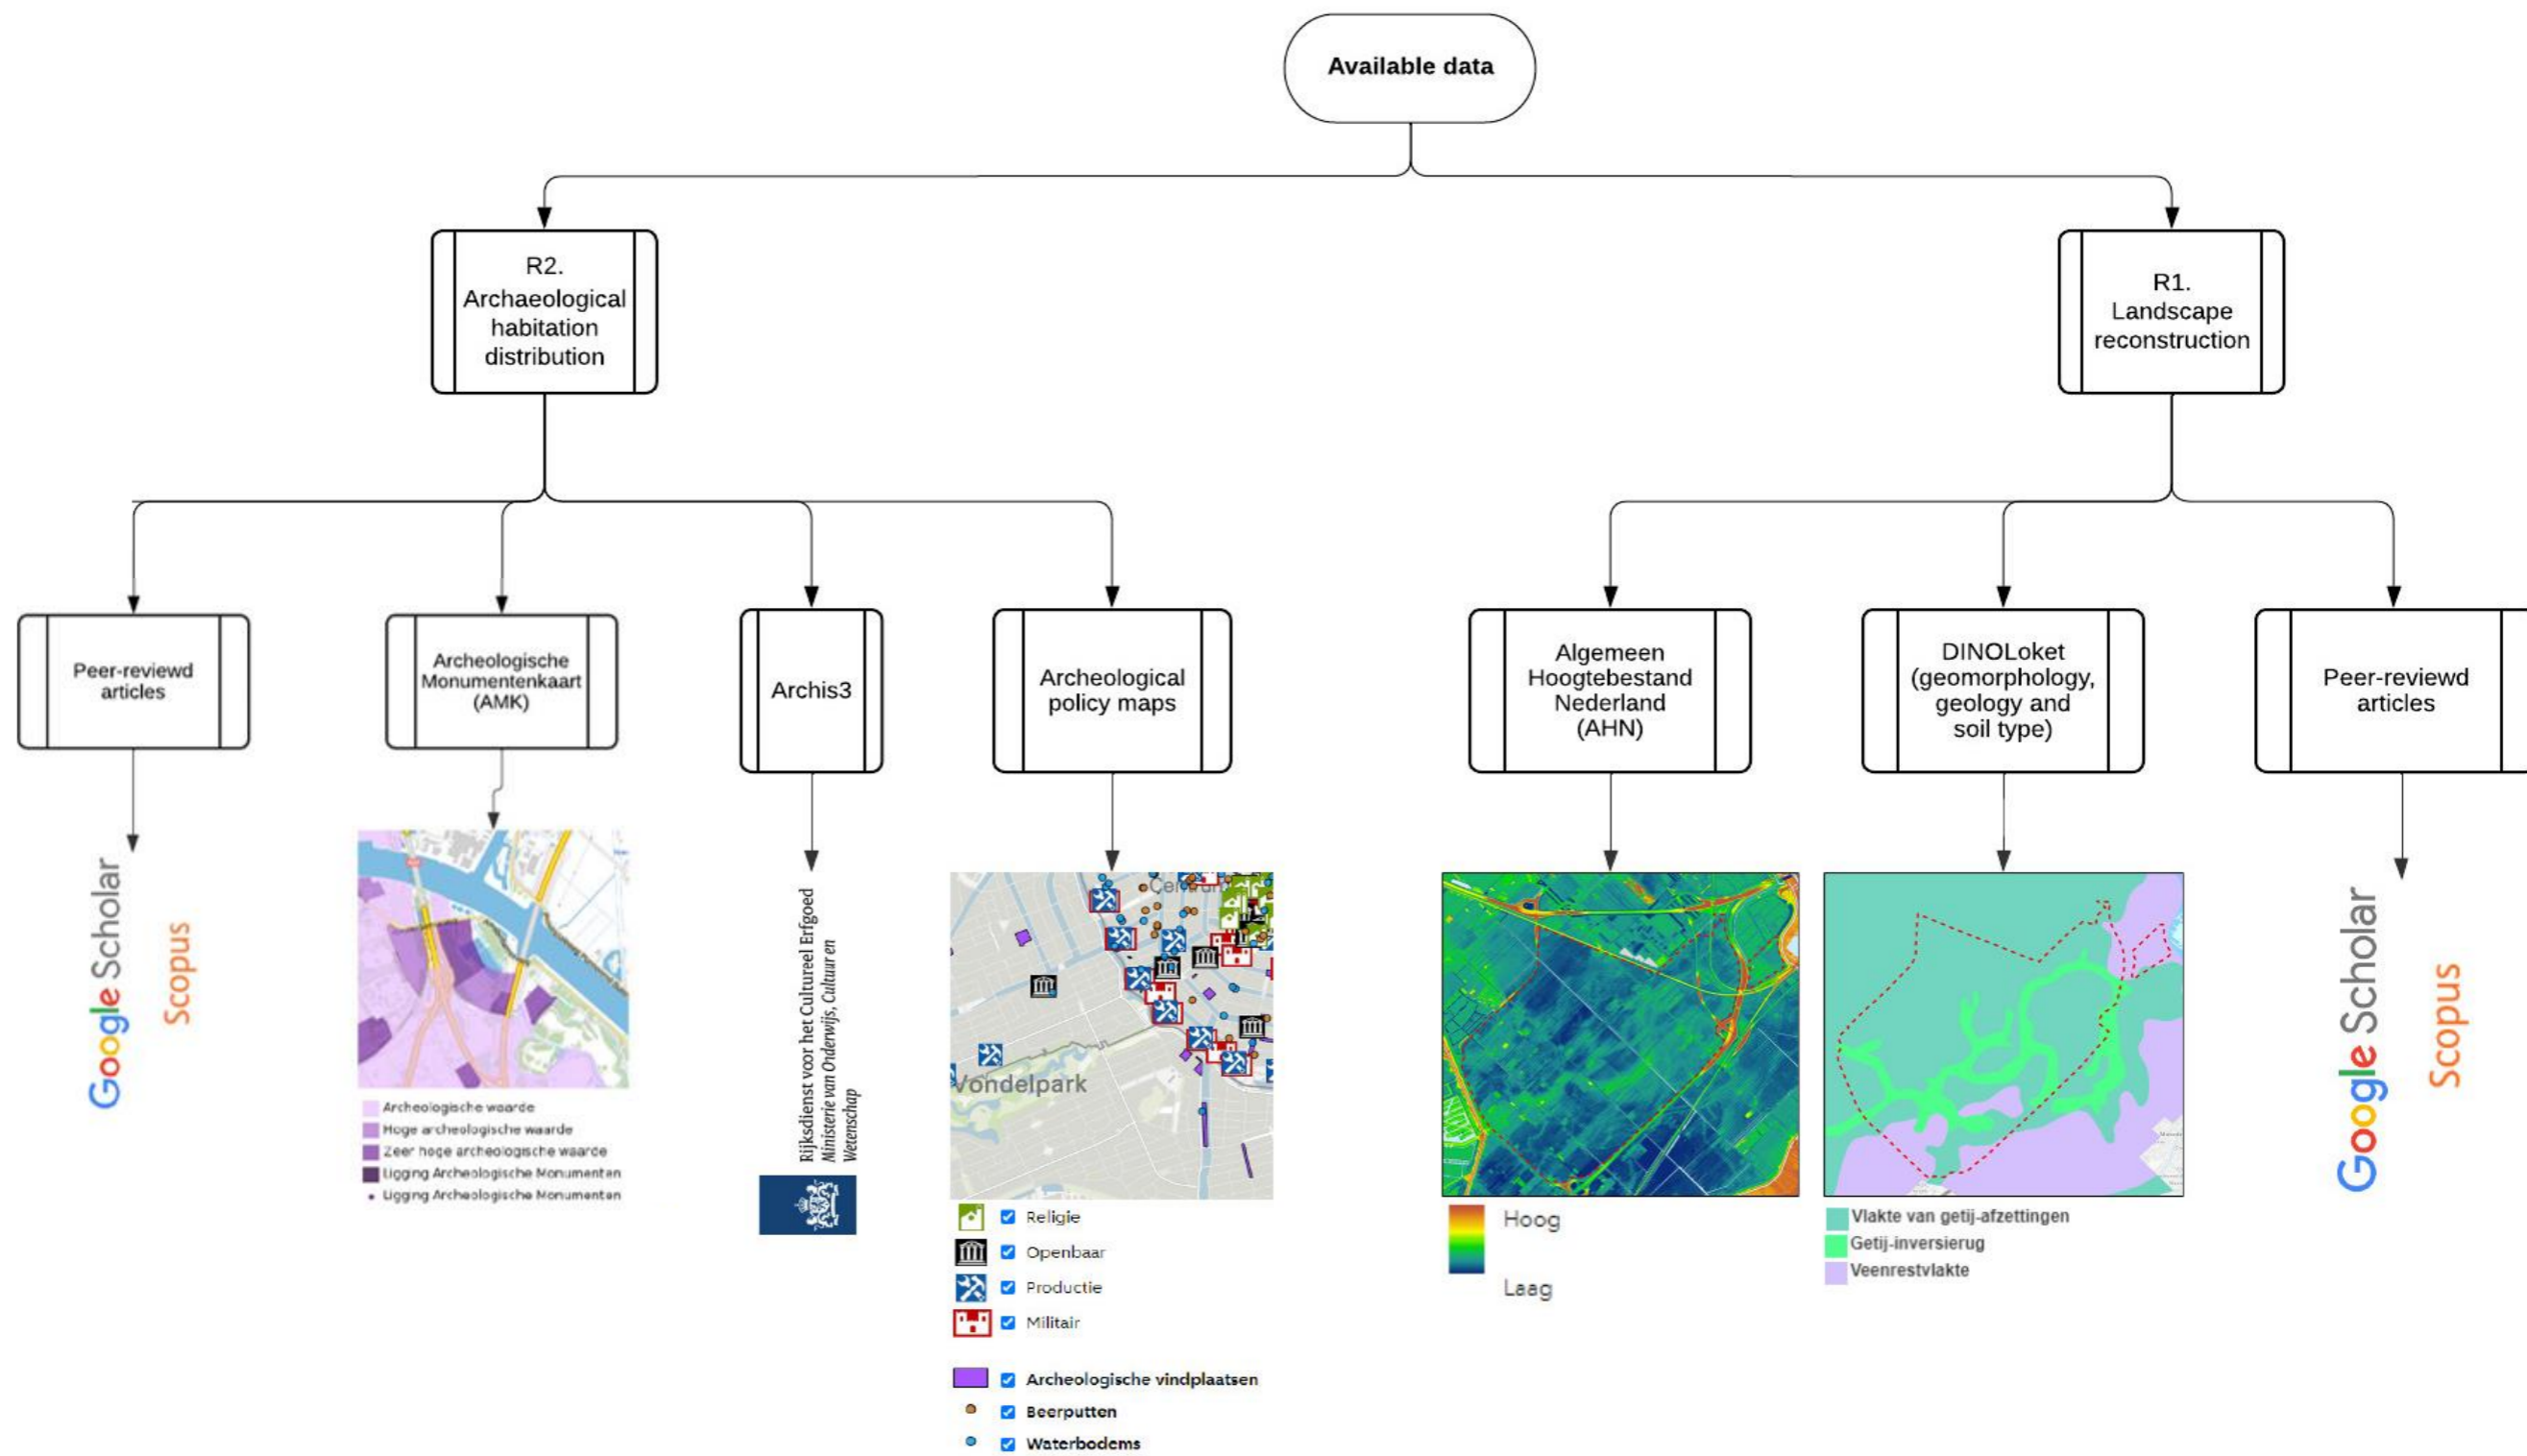 Available data
R2.
Archaeological
habitation
distribution
R1.
Landscape
reconstruction
Peer-reviewd
articles
Archeologische
Monumentenkaart
(AMK)
Archis3
Archeological
policy maps
Algemeen
Hoogtebestand
Nederland
(AHN)
DINOLoket
(geomorphology,
geology and
soil type)
Peer-reviewd
articles
Google Scholar
Scopus
Archeologische waarde
Hoge archeologische waarde
Zeer hoge archeologische waarde
Ligging Archeologische Monumenten
Ligging Archeologische Monumenten
Rijksdienst voor het Cultureel Erfgoed
Ministerie van Onderwijs, Cultuur en
Wetenschap
Centrum
Vondelpark
Religie
Openbaar
Productie
Militair
Archeologische vindplaatsen
Beerputten
Waterbodems
Hoog
Laag
Vlakte van getij-afzettingen
Getij-inversierug
Veenrestvlakte
Google Scholar
Scopus